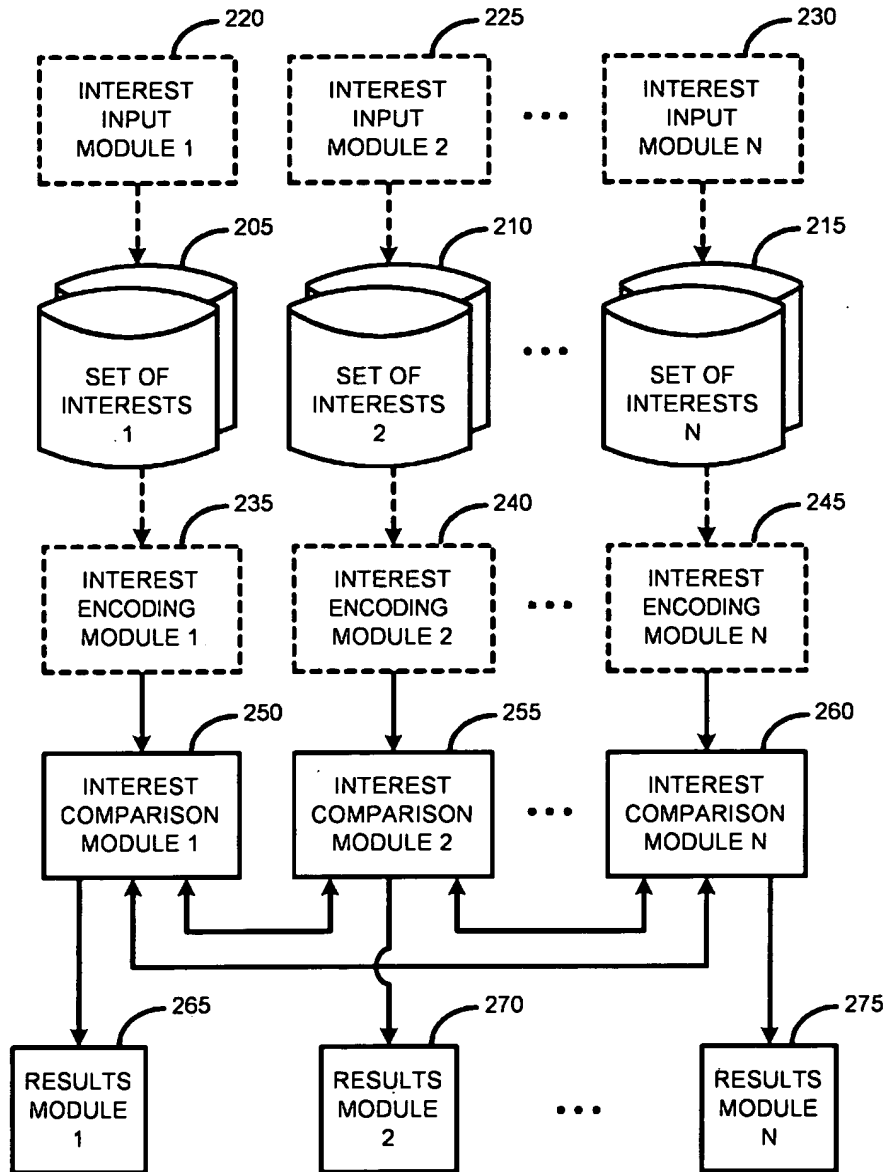 220
225
230
INTEREST
INPUT
MODULE 1
INTEREST
INPUT
MODULE 2
INTEREST
INPUT
MODULE N
205
210
215
SET OF
INTERESTS
1
SET OF
INTERESTS
2
SET OF
INTERESTS
N
235
240
245
INTEREST
ENCODING
MODULE 1
INTEREST
ENCODING
MODULE 2
INTEREST
ENCODING
MODULE N
250
255
260
INTEREST
COMPARISON
MODULE 1
INTEREST
COMPARISON
MODULE 2
INTEREST
COMPARISON
MODULE N
265
270
275
RESULTS
MODULE
1
RESULTS
MODULE
2
RESULTS
MODULE
N